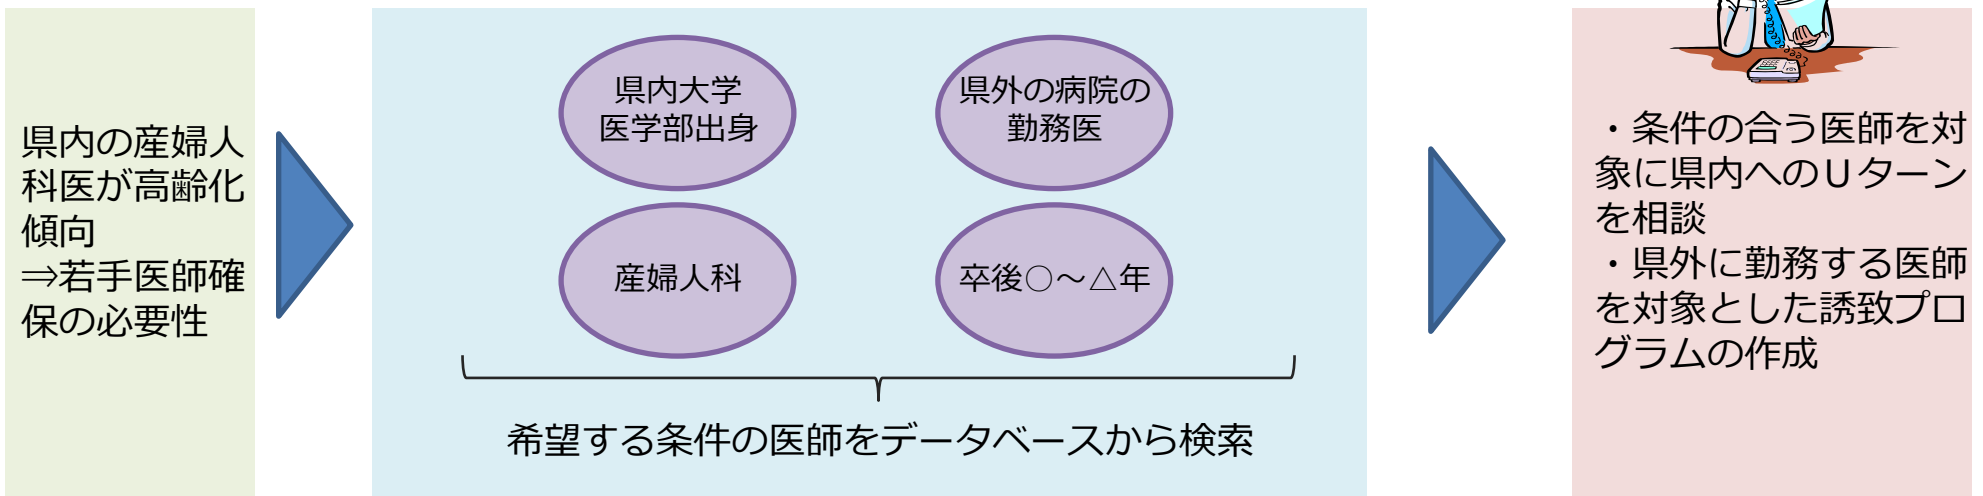 県内の産婦人
科医が高齢化
傾向
⇒若手医師確
保の必要性
県内大学
医学部出身
県外の病院の
勤務医
産婦人科
卒後○~△年
希望する条件の医師をデータベースから検索
・条件の合う医師を対
象に県内へのUターン
を相談
・県外に勤務する医師
を対象とした誘致プロ
グラムの作成